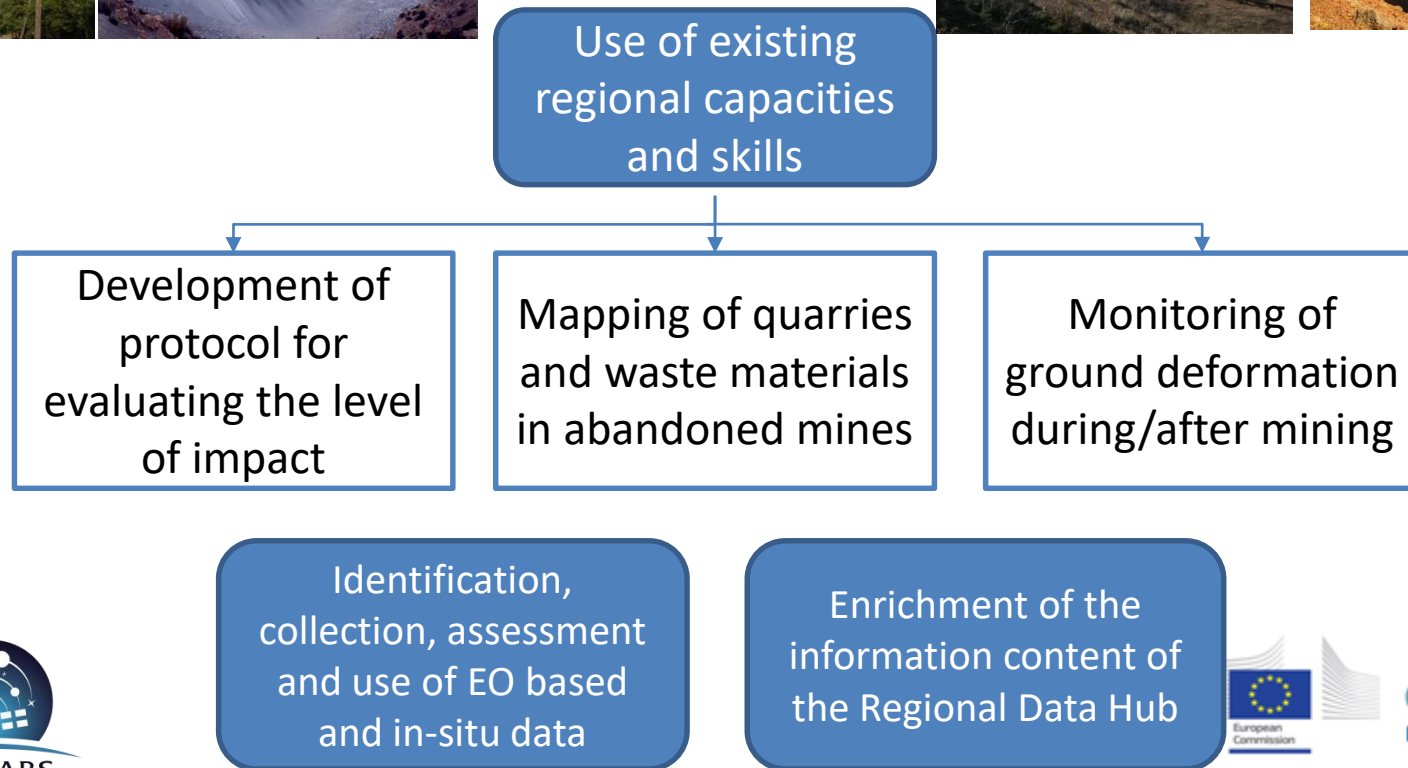 Use of existing
regional capacities
and skills
Development of
protocol for
evaluating the level
of impact
Mapping of quarries
and waste materials
in abandoned mines
Monitoring of
ground deformation
during/after mining
Identification,
collection, assessment
and use of EO based
and in-situ data
Enrichment of the
information content of
the Regional Data Hub
European
Commission